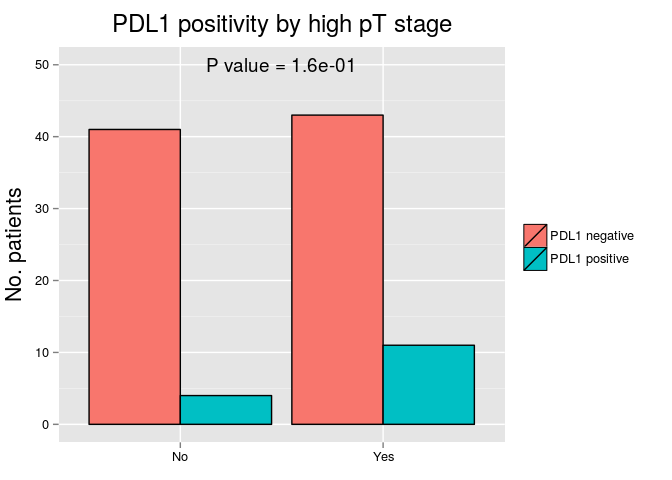 PDL1 positivity by high pT stage
P value = 1.6e-01
No. patients
50
40
30
20
10
0
No Yes
PDL1 negative
PDL1 positive